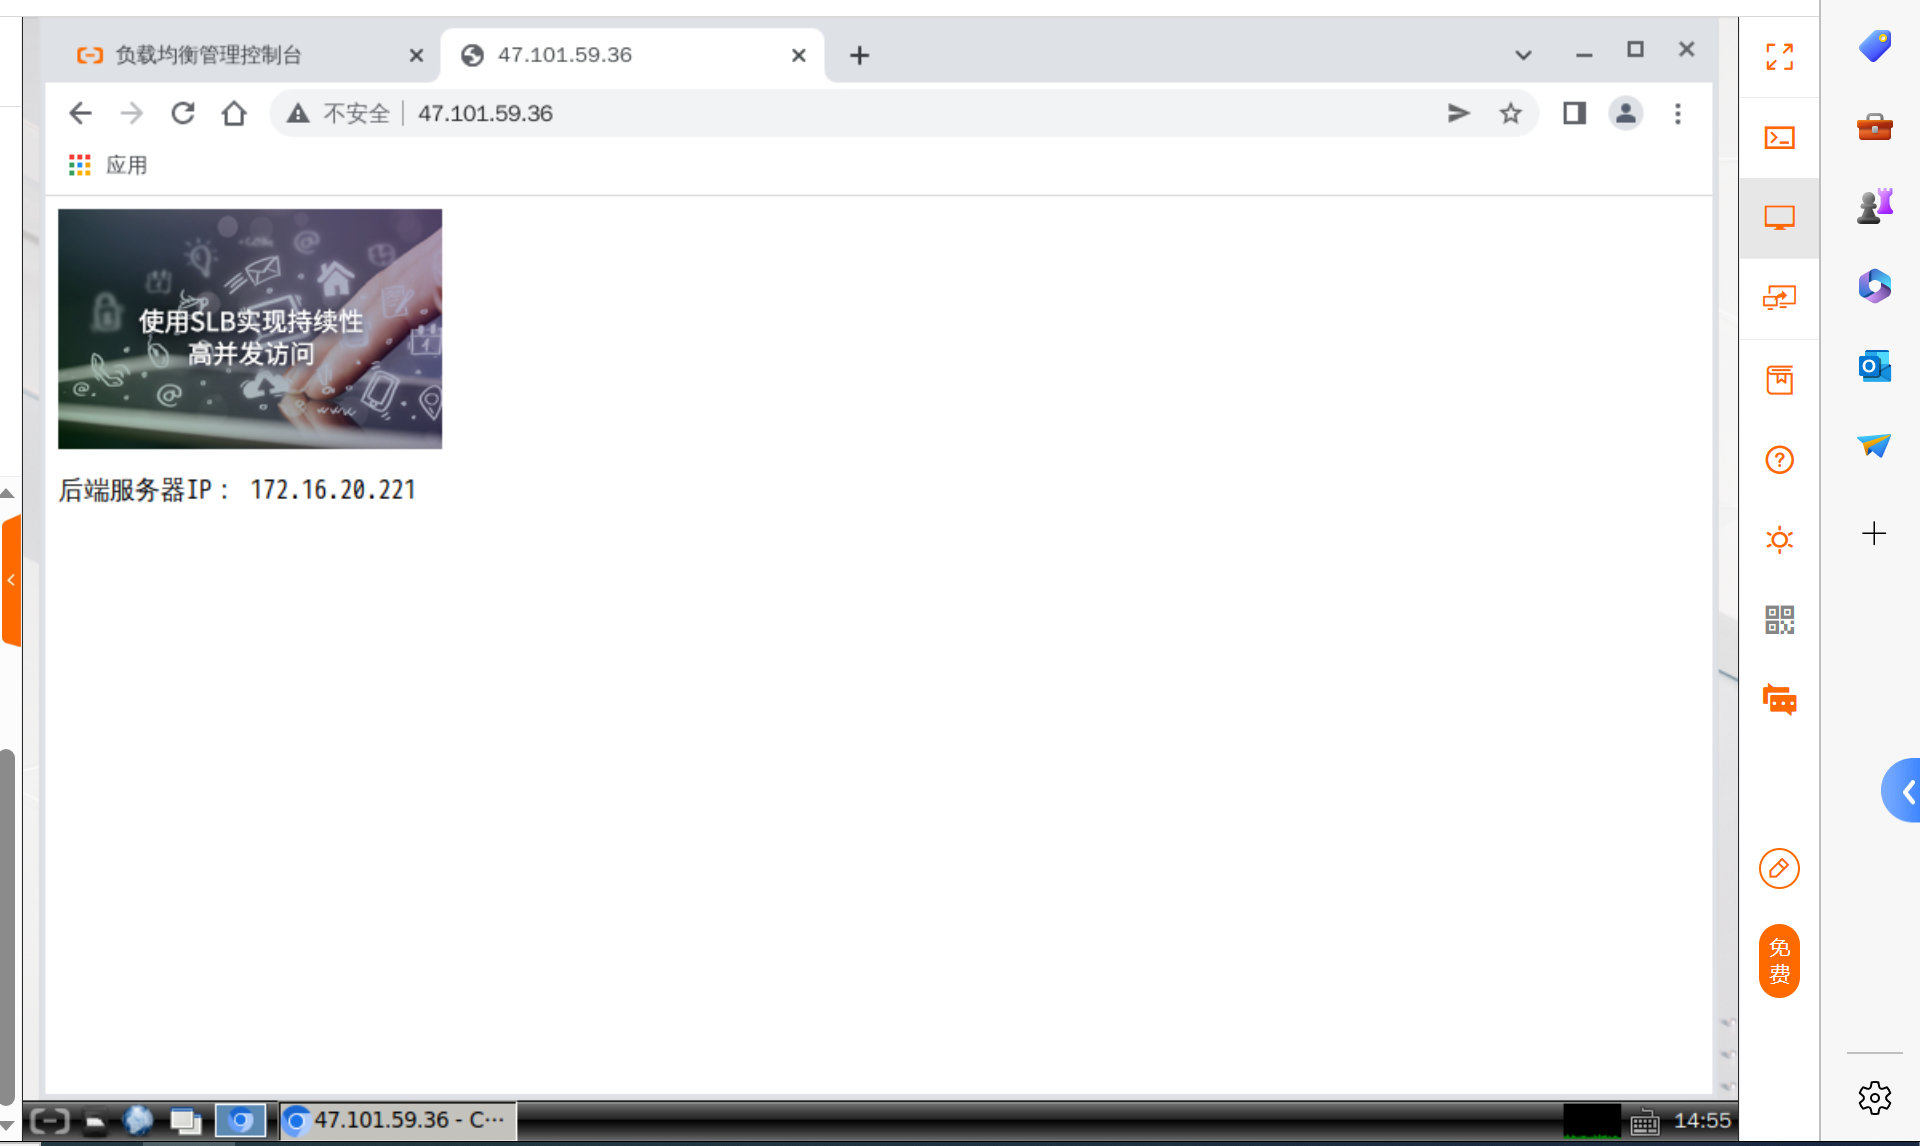 负载均衡管理控制台
47.101.59.36
不安全
47.101.59.36
应用
使用SLB实现持续性
高并发访问
后端服务器IP： 172.16.20.221
免
费
47.101.59.36 - C···
14:55